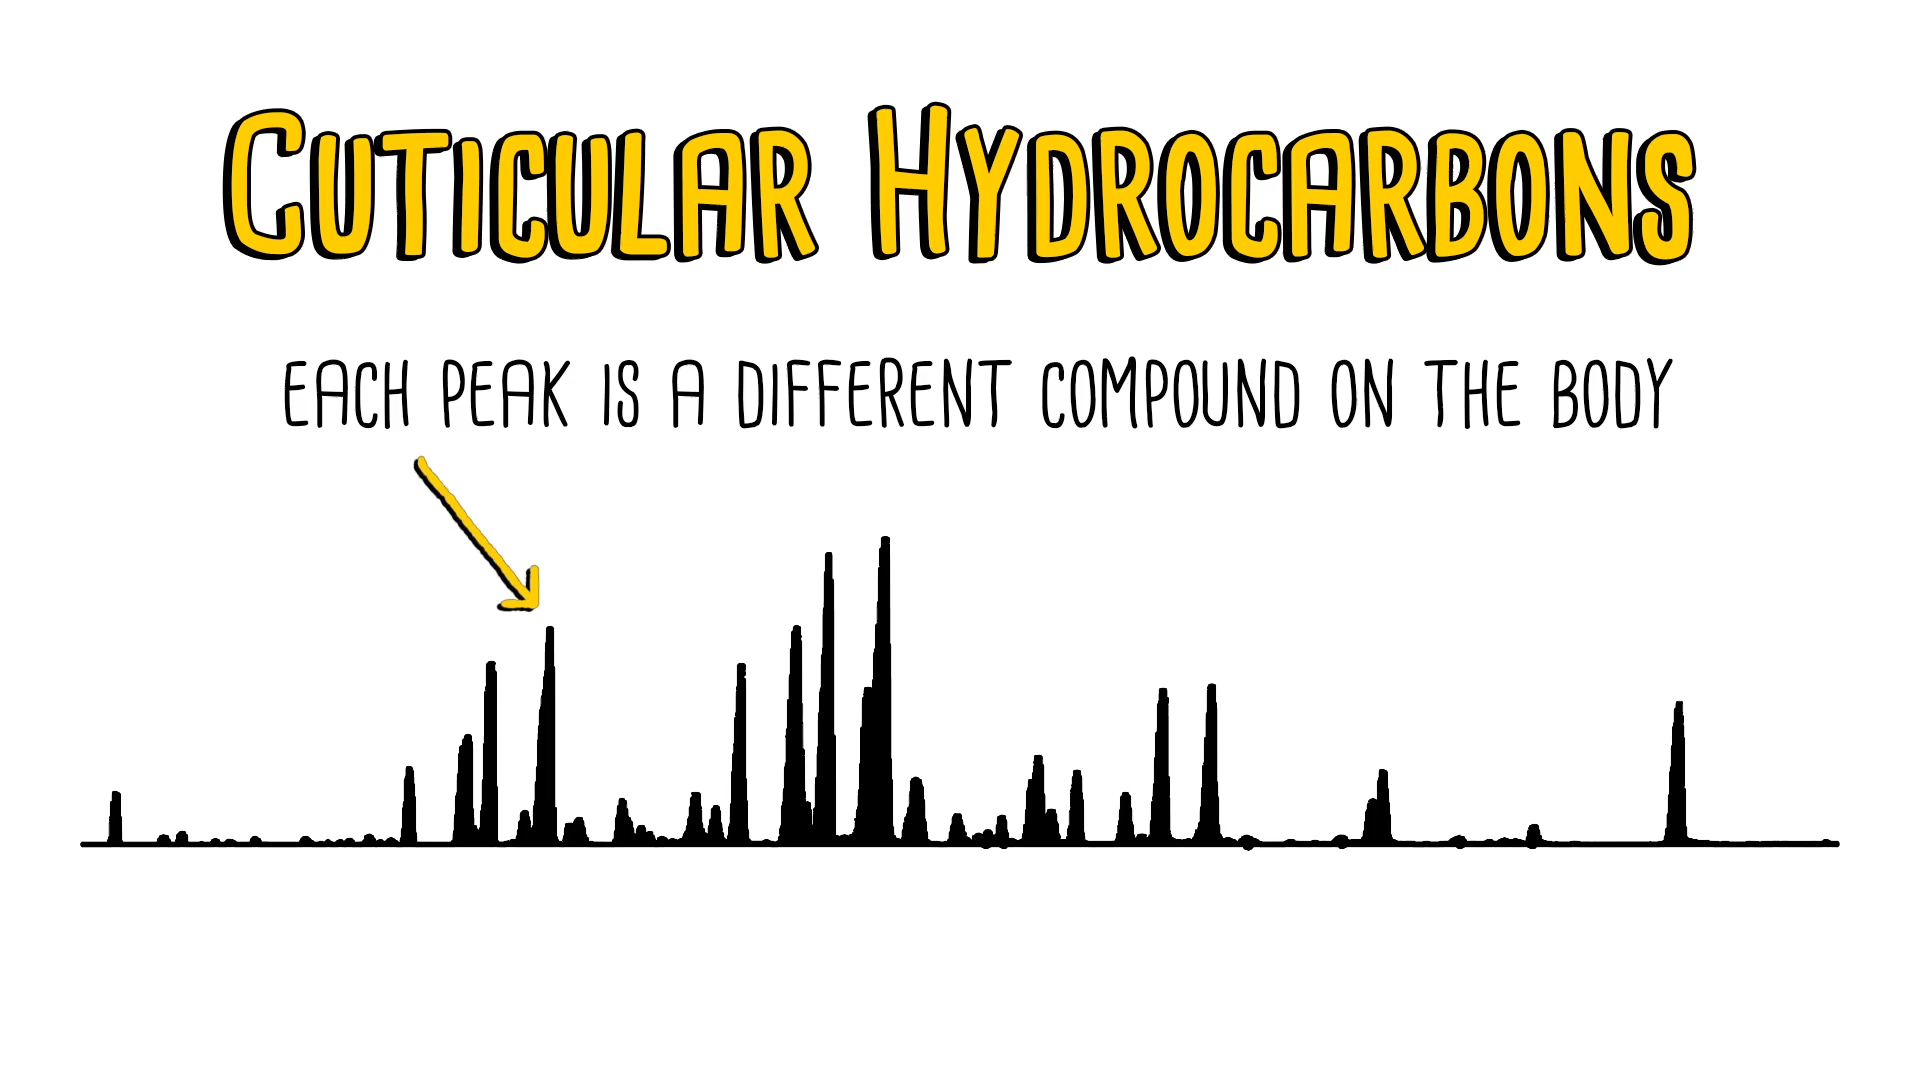 CUTICULAR HYDROCARBONS
EACH PEAK IS A DIFFERENT COMPOUND ON THE BODY